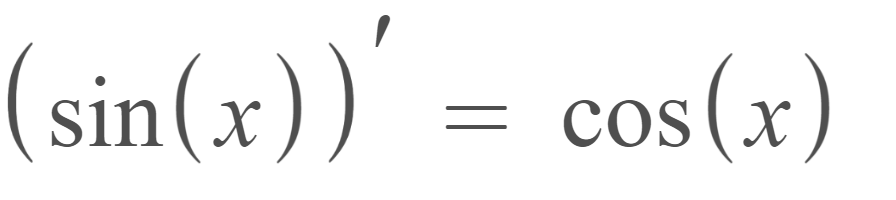 (sin(x))′ = cos(x)